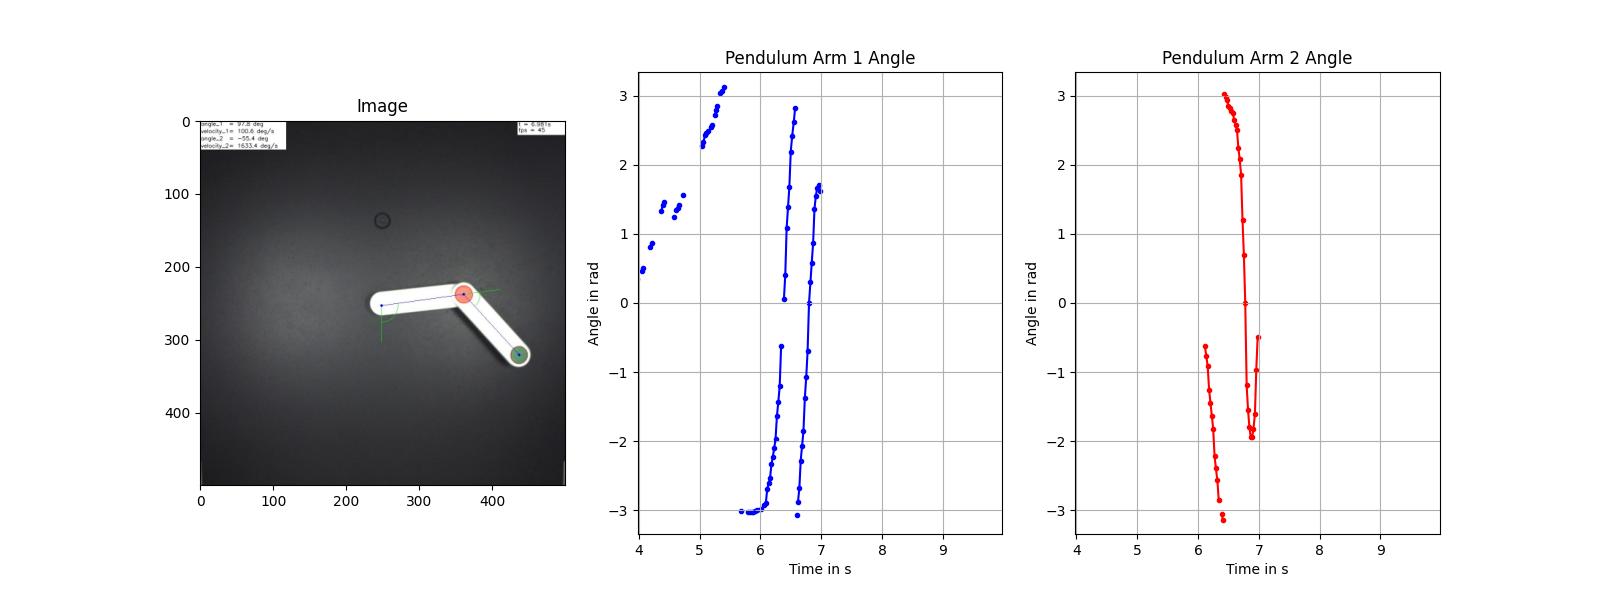 Image
angle_1 = 97.8 deg
velocity_1= 100.6 deg/s
angle_2 = -55.4 deg
velocity_2= 1633.4 deg/s
t = 6.981s
fps = 45
0
100
200
300
400
0 100 200 300 400
Pendulum Arm 1 Angle
Angle in rad
3
2
1
0
−1
−2
−3
4 5 6 7 8 9
Time in s
Pendulum Arm 2 Angle
Angle in rad
3
2
1
0
−1
−2
−3
4 5 6 7 8 9
Time in s